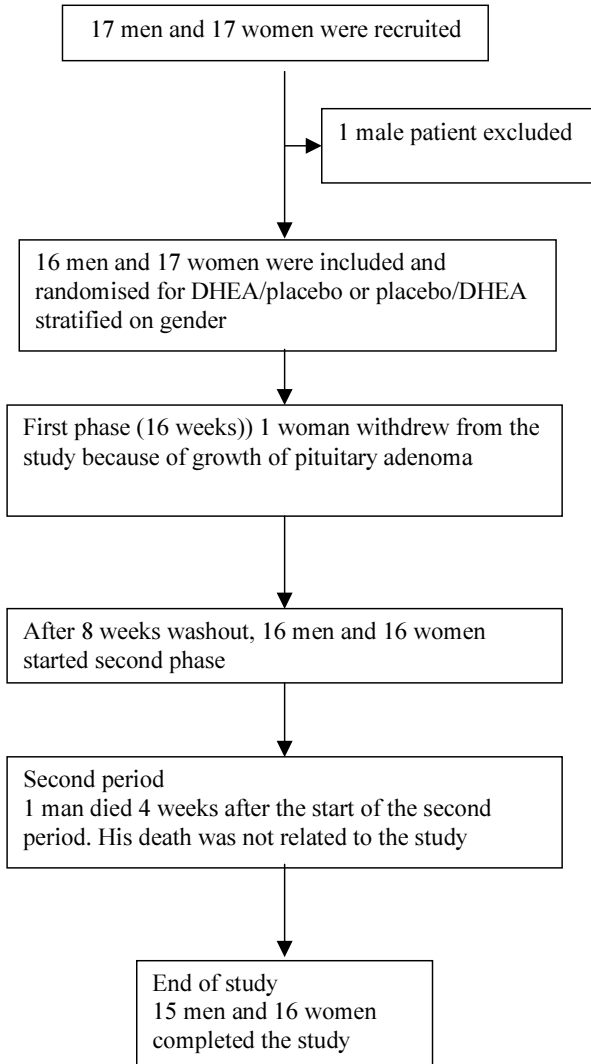 17 men and 17 women were recruited
1 male patient excluded
16 men and 17 women were included and
randomised for DHEA/placebo or placebo/DHEA
stratified on gender
First phase (16 weeks)) 1 woman withdrew from the
study because of growth of pituitary adenoma
After 8 weeks washout, 16 men and 16 women
started second phase
Second period
1 man died 4 weeks after the start of the second
period. His death was not related to the study
End of study
15 men and 16 women
completed the study